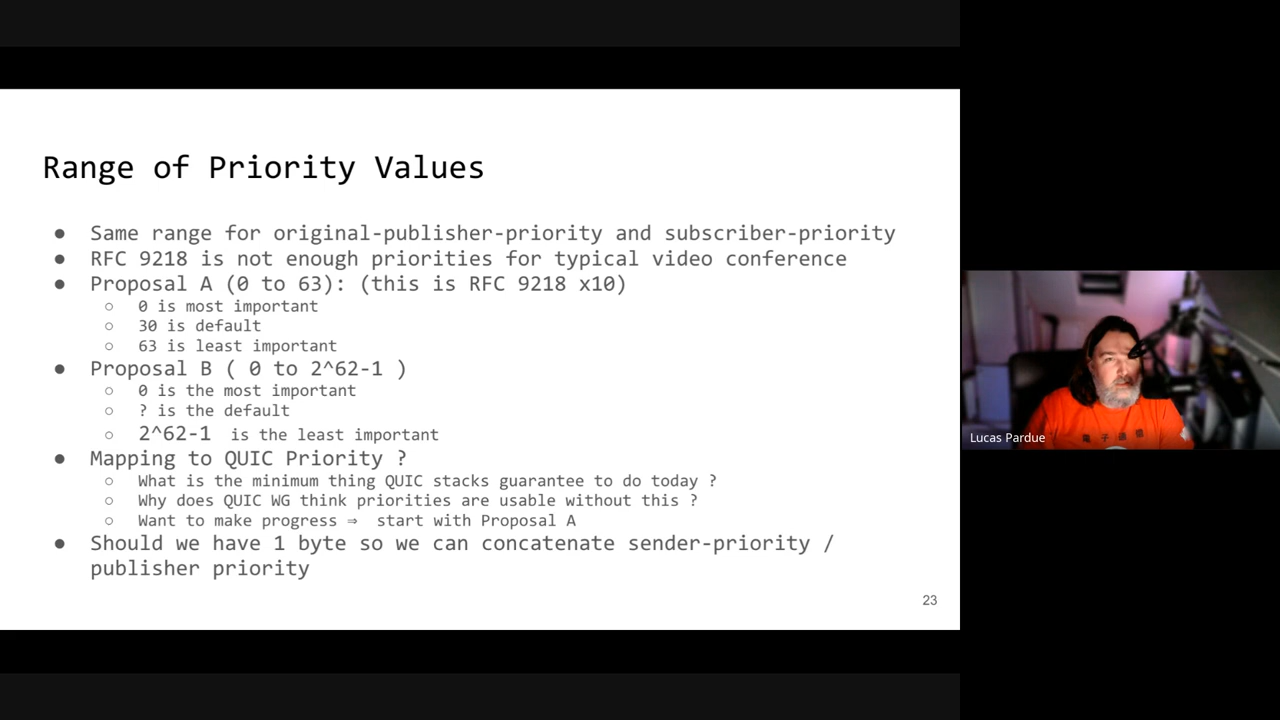 Range of Priority Values
● Same range for original-publisher-priority and subscriber-priority
● RFC 9218 is not enough priorities for typical video conference
● Proposal A (0 to 63): (this is RFC 9218 x10)
○ 0 is most important
○ 30 is default
○ 63 is least important
● Proposal B ( 0 to 2^62-1 )
○ 0 is the most important
○ ? is the default
○ 2^62-1 is the least important
● Mapping to QUIC Priority ?
○ What is the minimum thing QUIC stacks guarantee to do today ?
○ Why does QUIC WG think priorities are usable without this ?
○ Want to make progress ⇒ start with Proposal A
● Should we have 1 byte so we can concatenate sender-priority /
publisher priority
23
Lucas Pardue
電子